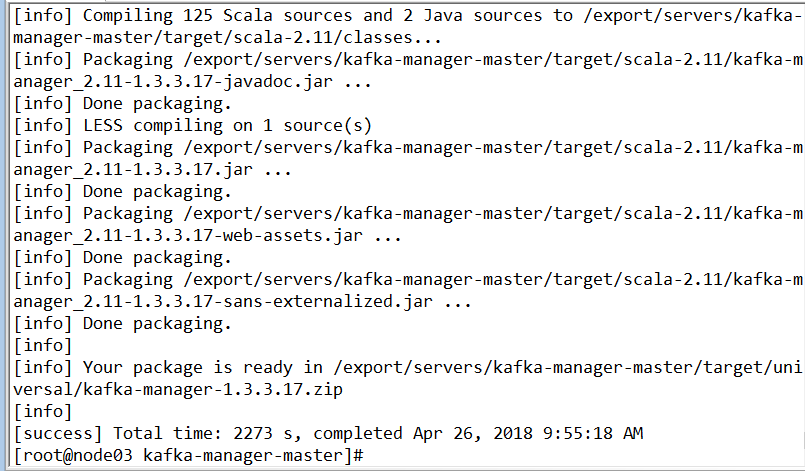 [info] Compiling 125 Scala sources and 2 Java sources to /export/servers/kafka-
manager-master/target/scala-2.11/classes...
[info] Packaging /export/servers/kafka-manager-master/target/scala-2.11/kafka-m
anager_2.11-1.3.3.17-javadoc.jar ...
[info] Done packaging.
[info] LESS compiling on 1 source(s)
[info] Packaging /export/servers/kafka-manager-master/target/scala-2.11/kafka-m
anager_2.11-1.3.3.17.jar ...
[info] Done packaging.
[info] Packaging /export/servers/kafka-manager-master/target/scala-2.11/kafka-m
anager_2.11-1.3.3.17-web-assets.jar ...
[info] Done packaging.
[info] Packaging /export/servers/kafka-manager-master/target/scala-2.11/kafka-m
anager_2.11-1.3.3.17-sans-externalized.jar ...
[info] Done packaging.
[info]
[info] Your package is ready in /export/servers/kafka-manager-master/target/uni
versal/kafka-manager-1.3.3.17.zip
[info]
[success] Total time: 2273 s, completed Apr 26, 2018 9:55:18 AM
[root@node03 kafka-manager-master]#